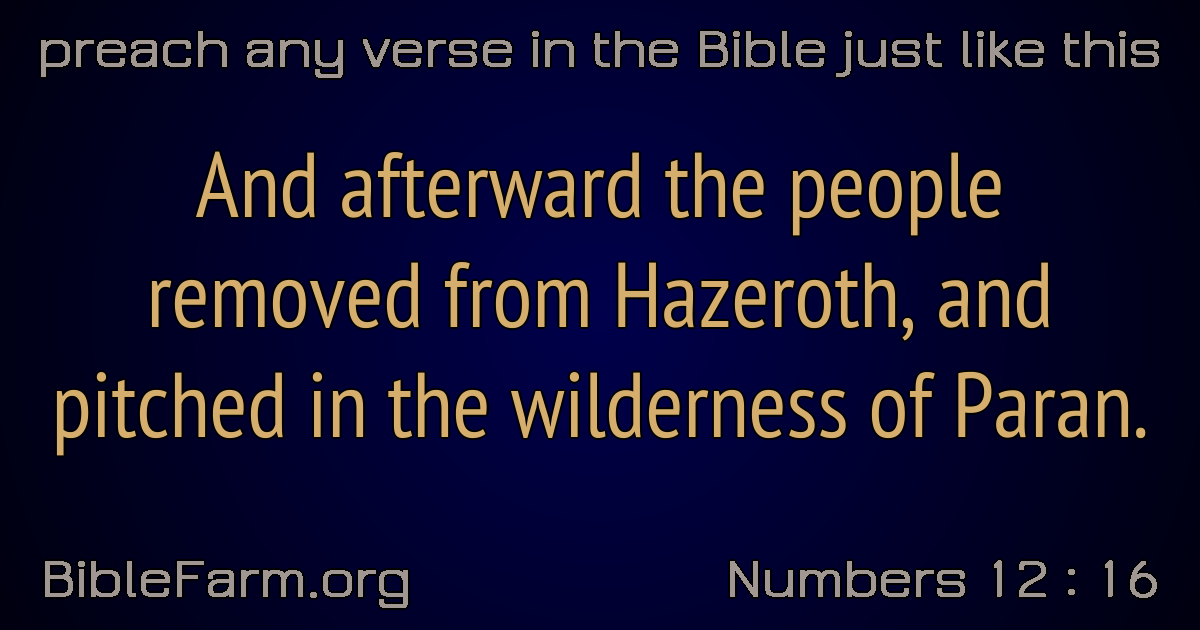 preach any verse in the Bible just like this
And afterward the people
removed from Hazeroth, and
pitched in the wilderness of Paran.
BibleFarm.org
Numbers 12 : 16